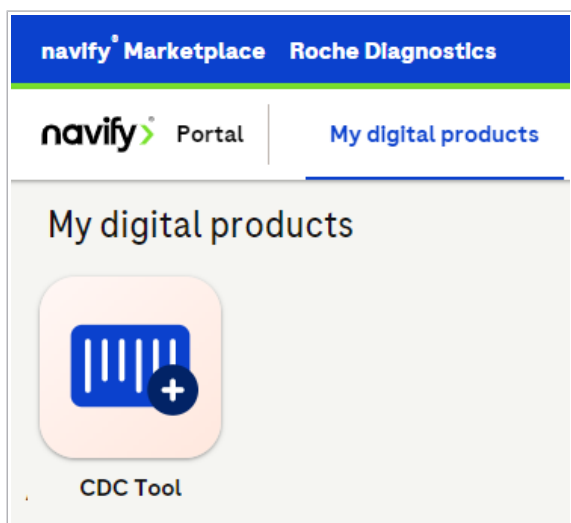 navify® Marketplace Roche Diagnostics
navify® Portal My digital products
My digital products
CDC Tool